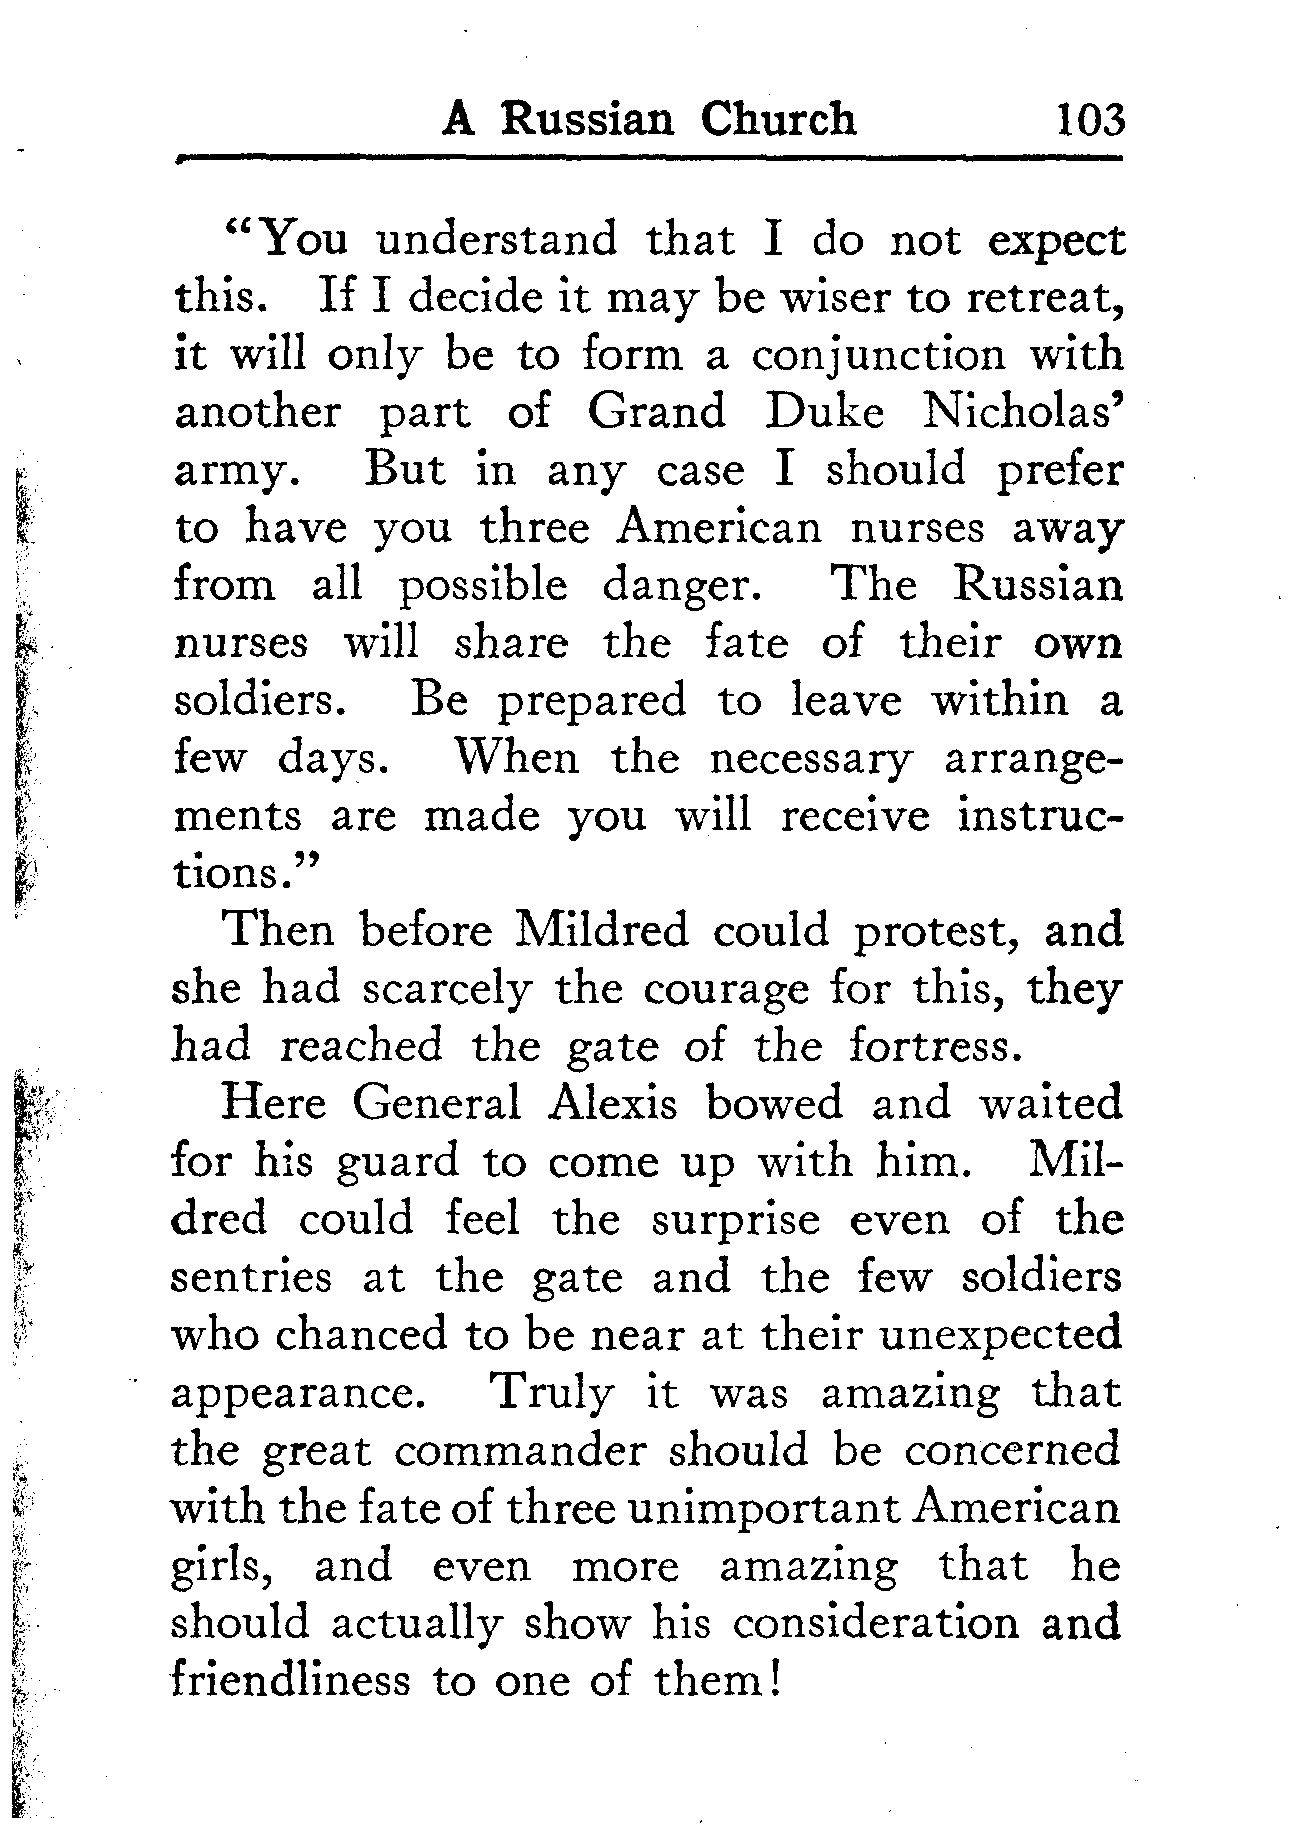 A Russian Church 103
“You understand that I do not expect
this. If I decide it may be wiser to retreat,
it will only be to form a conjunction with
another part of Grand Duke Nicholas’
army. But in any case I should prefer
to have you three American nurses away
from all possible danger. The Russian
nurses will share the fate of their own
soldiers. Be prepared to leave within a
few days. When the necessary arrange-
ments are made you will receive instruc-
tions.”
Then before Mildred could protest, and
she had scarcely the courage for this, they
had reached the gate of the fortress.
Here General Alexis bowed and waited
for his guard to come up with him. Mil-
dred could feel the surprise even of the
sentries at the gate and the few soldiers
who chanced to be near at their unexpected
appearance. Truly it was amazing that
the great commander should be concerned
with the fate of three unimportant American
girls, and even more amazing that he
should actually show his consideration and
friendliness to one of them!